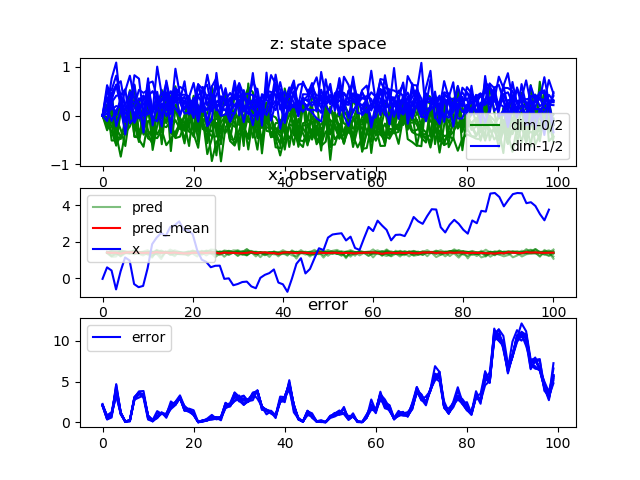 z: state space
1
0
−1
dim-0/2
dim-1/2
0 20 40 60 80 100
x: observation
4
2
0
pred
pred_mean
x
0 20 40 60 80 100
error
10
5
0
error
0 20 40 60 80 100